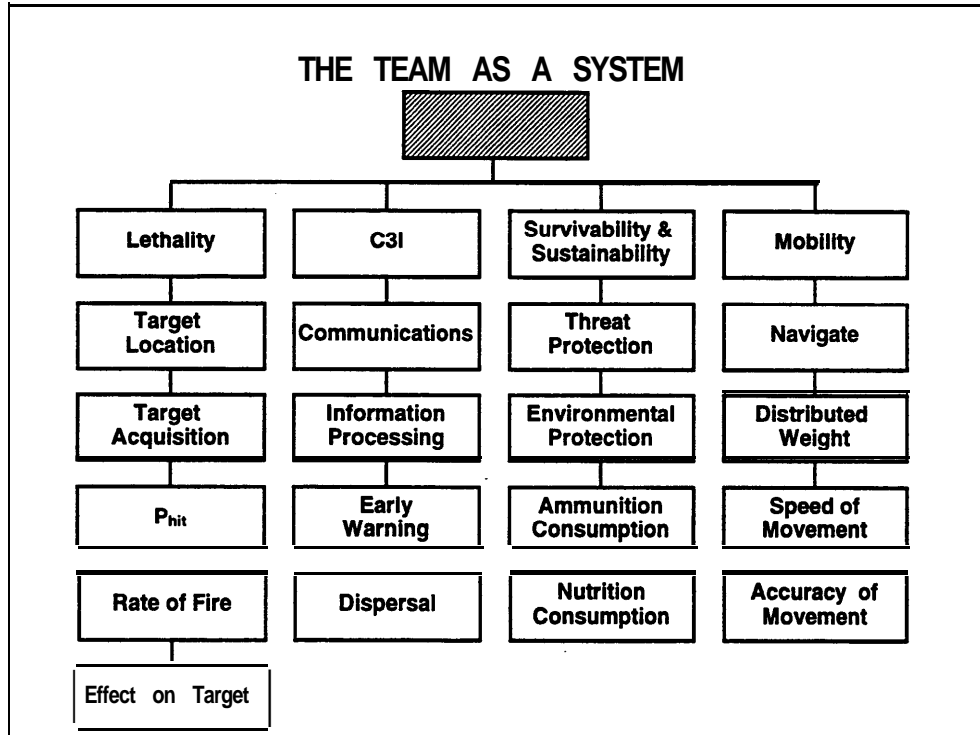 THE TEAM AS A SYSTEM
Lethality
C3I
Survivability &
Sustainability
Mobility
Target
Location
Communications
Threat
Protection
Navigate
Target
Acquisition
Information
Processing
Environmental
Protection
Distributed
Weight
Phit
Early
Warning
Ammunition
Consumption
Speed of
Movement
Rate of Fire
Dispersal
Nutrition
Consumption
Accuracy of
Movement
Effect on Target